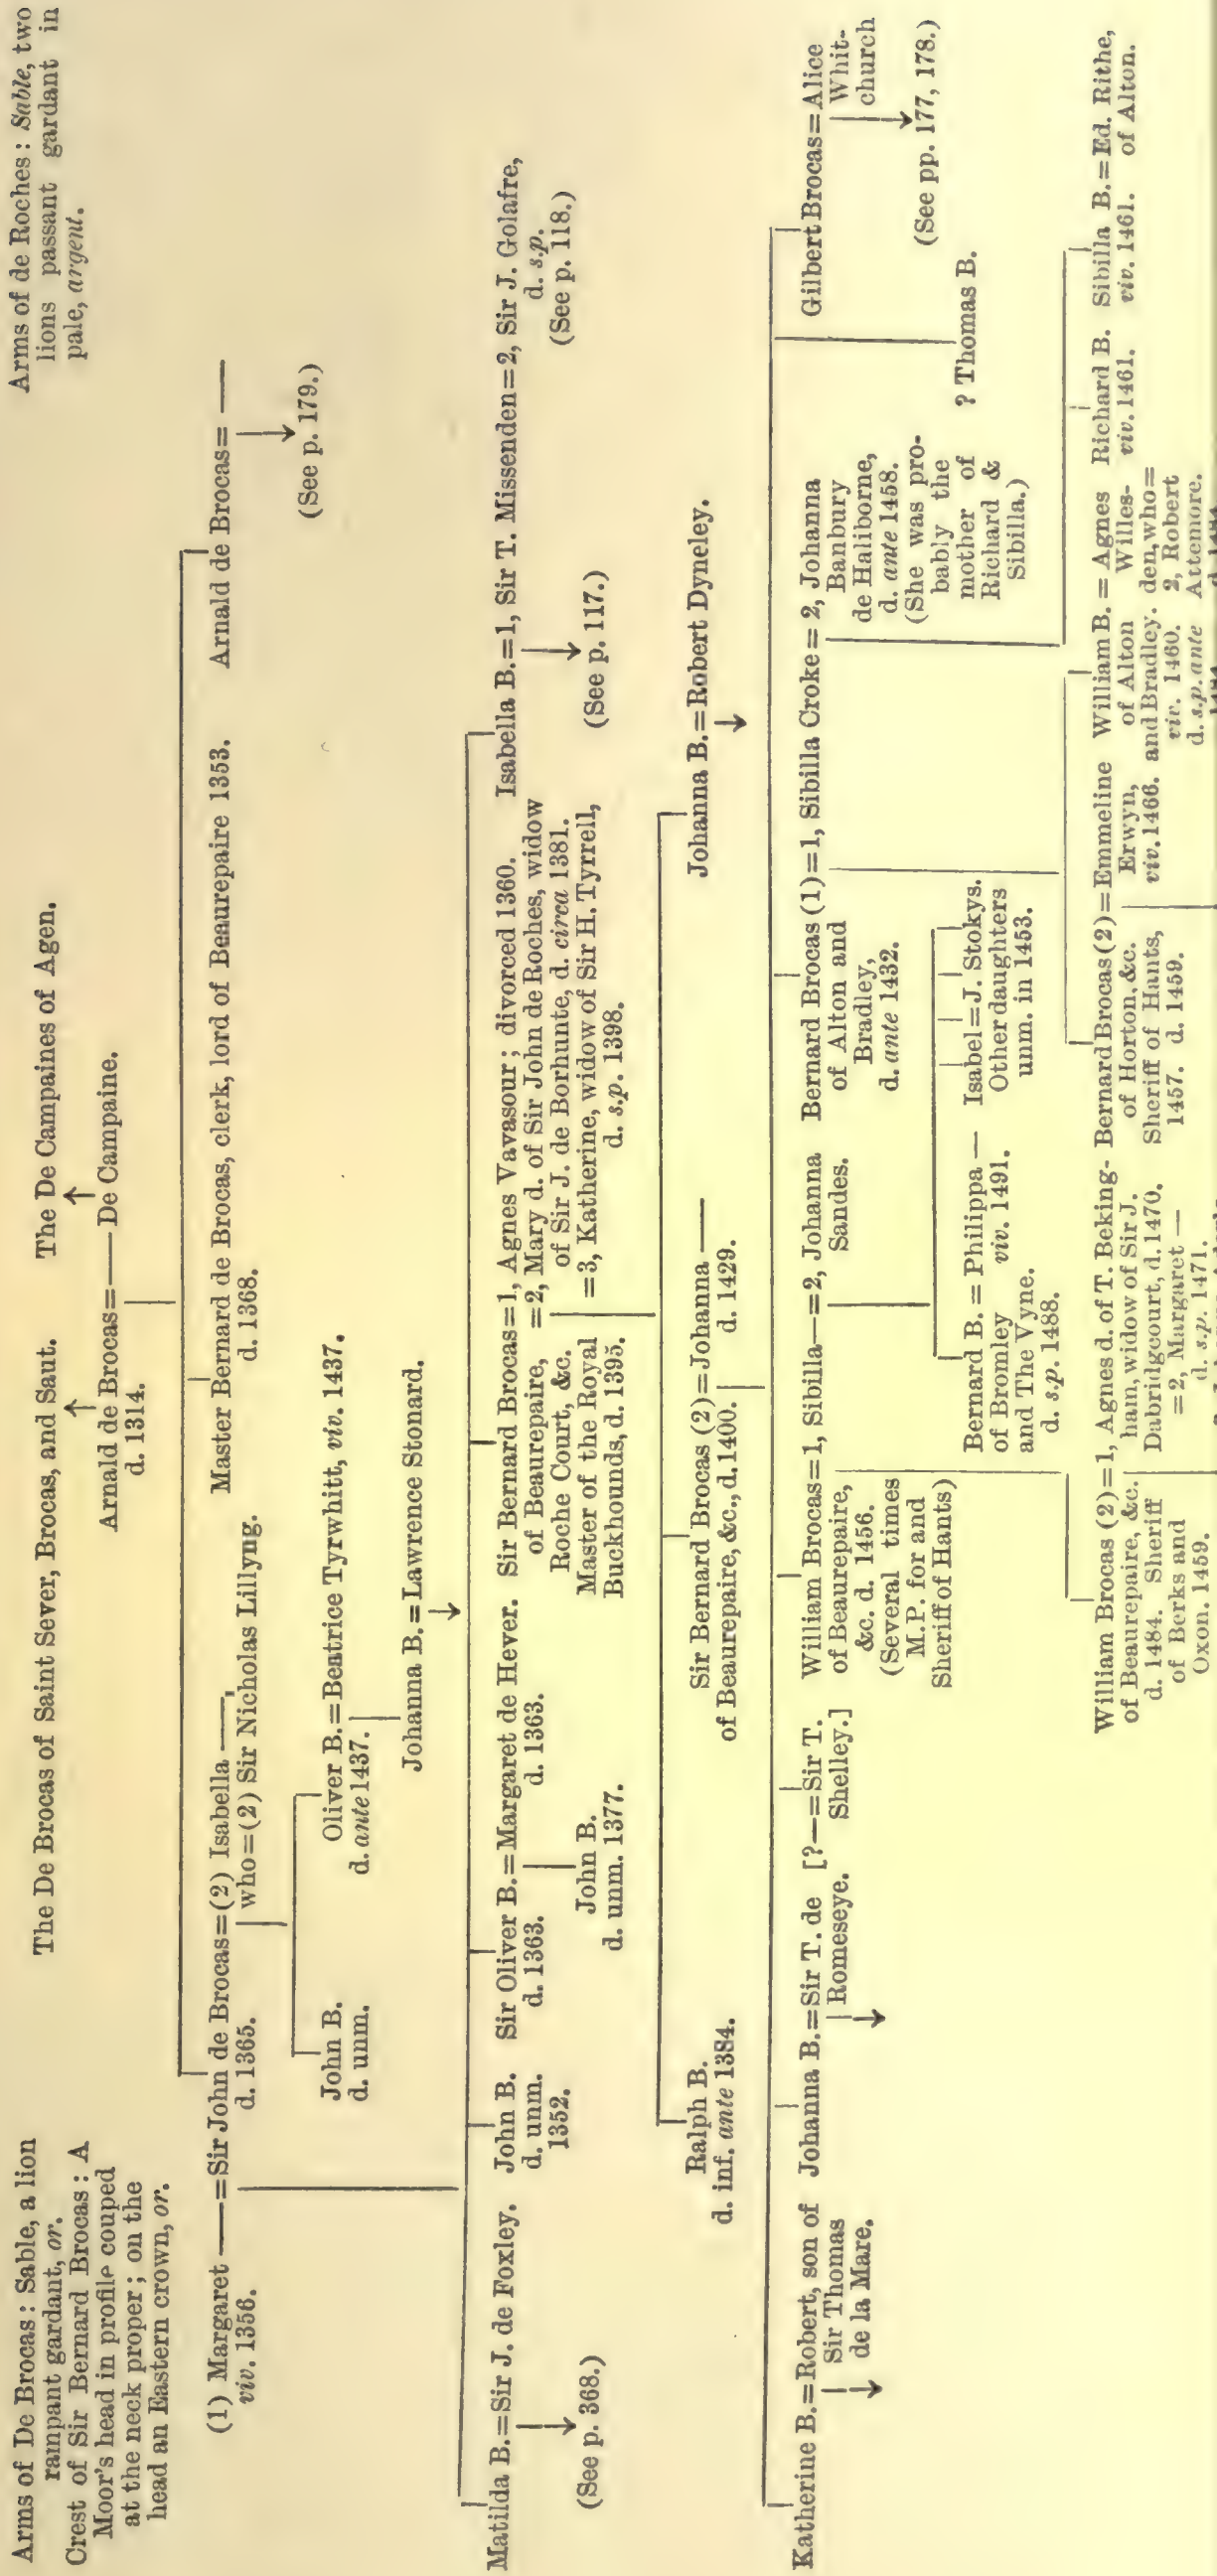 Arms of De Brocas: Sable, a lion
rampant gardant, or.
Crest of Sir Bernard Brocas: A
Moor's head in profile couped
at the neck proper; on the
head an Eastern crown, or.
The De Brocas of Saint Sever, Brocas, and Saut.
The De Campaines of Agen.
Arms of de Roches: Sable, two
lions passant gardant in
pale, argent.
Arnald de Brocas=—— De Campaine.
d. 1314.
(1) Margaret ——=Sir John de Brocas=(2) Isabella ——,
viv. 1356.
d. 1365.
who=(2) Sir Nicholas Lillyng.
Master Bernard de Brocas, clerk, lord of Beaurepaire 1353.
d. 1368.
Arnald de Brocas= ——
(See p. 179.)
John B.
d. unm.
Oliver B.=Beatrice Tyrwhitt, viv. 1437.
d. ante 1437.
Johanna B.=Lawrence Stonard.
Matilda B.=Sir J. de Foxley.
(See p. 368.)
John B.
d. unm.
1352.
Sir Oliver B.=Margaret de Hever.
d. 1363.
d. 1363.
John B.
d. unm. 1377.
Sir Bernard Brocas=1, Agnes Vavasour; divorced 1360.
of Beaurepaire,
=2, Mary d. of Sir John de Roches, widow
Roche Court, &c.
of Sir J. de Borhunte, d. circa 1381.
Master of the Royal
=3, Katherine, widow of Sir H. Tyrrell,
Buckhounds, d. 1395.
d. s.p. 1398.
Isabella B.=1, Sir T. Missenden=2, Sir J. Golafre,
d. s.p.
(See p. 117.)
(See p. 118.)
Ralph B.
d. inf. ante 1384.
Sir Bernard Brocas (2)=Johanna ——
of Beaurepaire, &c., d. 1400.
d. 1429.
Johanna B.=Robert Dyneley.
Katherine B.=Robert, son of
Sir Thomas
de la Mare.
Johanna B.=Sir T. de
Romeseye.
[?—=Sir T.
Shelley.]
William Brocas=1, Sibilla—=2, Johanna
of Beaurepaire,
Sandes.
&c. d. 1456.
(Several times
M.P. for and
Sheriff of Hants)
Bernard Brocas (1)=1, Sibilla Croke=2, Johanna
of Alton and
Banbury
Bradley,
de Haliborne,
d. ante 1432.
d. ante 1458.
(She was pro-
bably the
mother of
Richard &
Sibilla.)
? Thomas B.
Gilbert Brocas=Alice
Whit-
church
(See pp. 177, 178.)
Bernard B.=Philippa —
of Bromley
viv. 1491.
and The Vyne.
d. s.p. 1488.
Isabel=J. Stokys.
Other daughters
unm. in 1453.
William Brocas (2)=1, Agnes d. of T. Beking-
of Beaurepaire, &c.
ham, widow of Sir J.
d. 1484. Sheriff
Dabridgcourt, d. 1470.
of Berks and
=2, Margaret —
Oxon. 1459.
d. s.p. 1471.
Bernard Brocas (2)=Emmeline
of Horton, &c.
Erwyn,
Sheriff of Hants,
viv. 1466.
1457. d. 1459.
William B.=Agnes
of Alton
Willes-
and Bradley.
den, who=
viv. 1460.
2, Robert
d. s.p. ante
Attemore.
1484
d. 1484
Richard B.
viv. 1461.
Sibilla B.=Ed. Rithe,
viv. 1461.
of Alton.